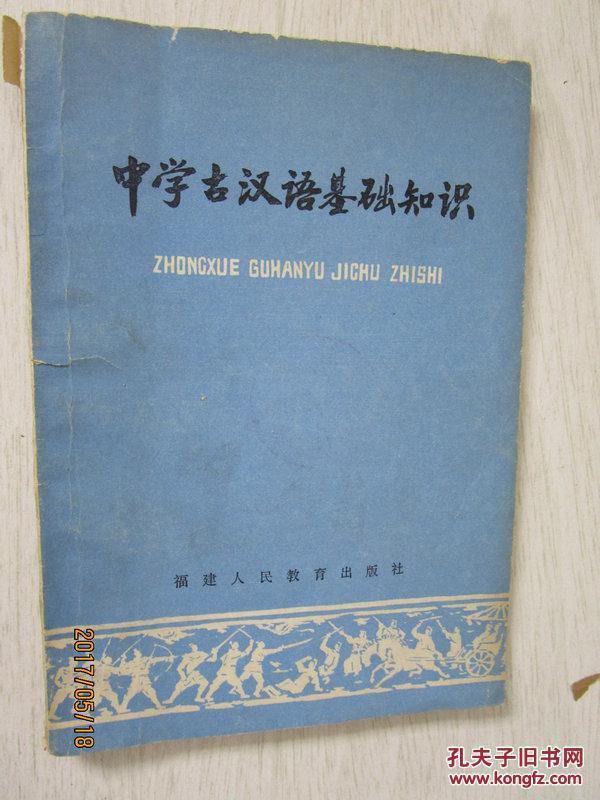 中学古汉语基础知识
ZHONGXUE GUHANYU JICHU ZHISHI
福建人民教育出版社
2017/05/18
孔夫子旧书网
www.kongfz.com